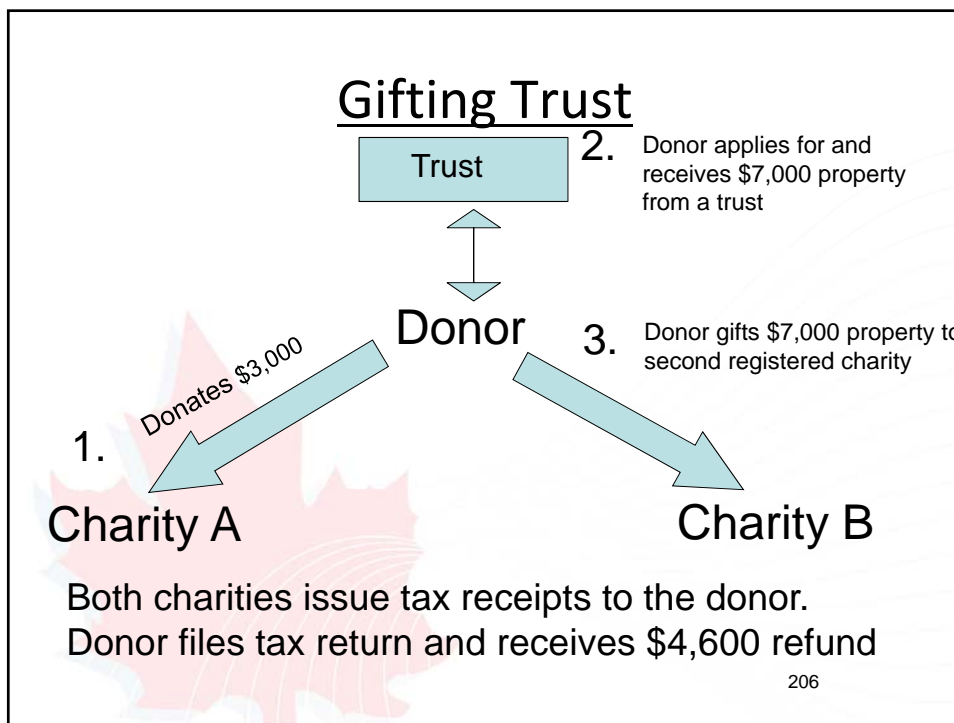 Gifting Trust
Trust
2.
Donor applies for and
receives $7,000 property
from a trust
Donor
3.
Donor gifts $7,000 property to
second registered charity
Donates $3,000
1.
Charity A
Charity B
Both charities issue tax receipts to the donor.
Donor files tax return and receives $4,600 refund
206